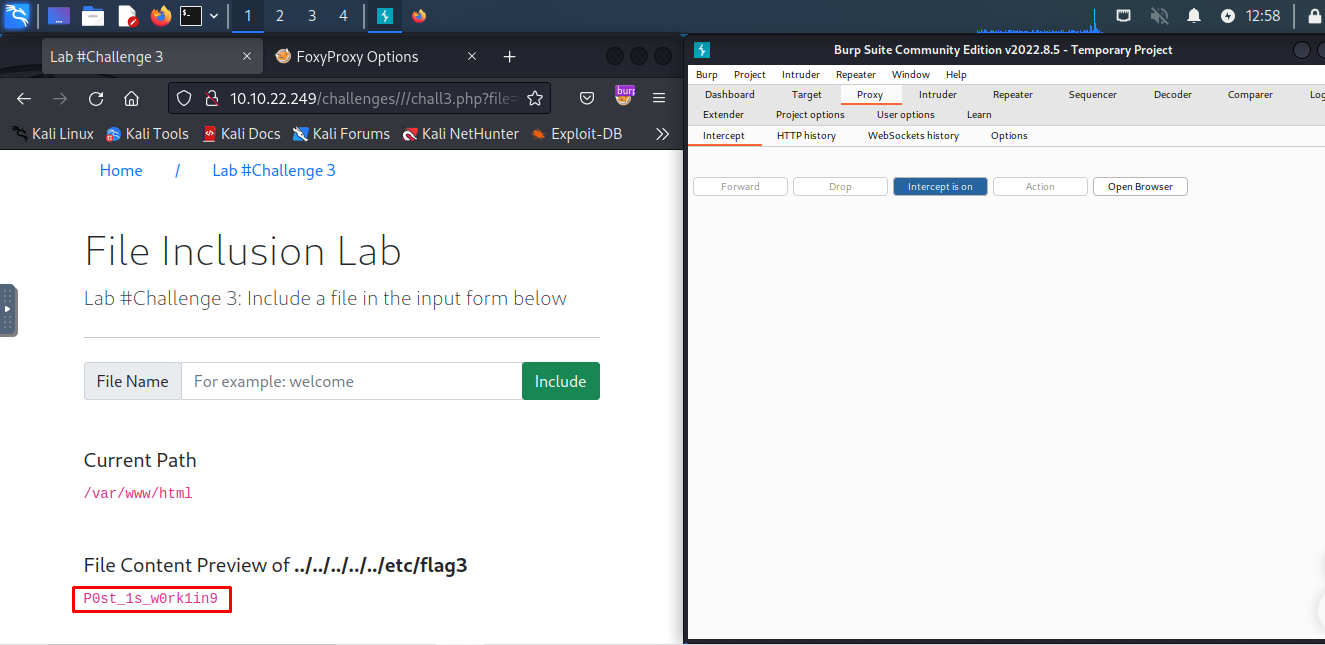 1 2 3 4 12:58
Lab #Challenge 3 × FoxyProxy Options × +
10.10.22.249/challenges///chall3.php?file=
burp
Kali Linux Kali Tools Kali Docs Kali Forums Kali NetHunter Exploit-DB
Home / Lab #Challenge 3
File Inclusion Lab
Lab #Challenge 3: Include a file in the input form below
File Name For example: welcome Include
Current Path
/var/www/html
File Content Preview of ../../../../../etc/flag3
P0st_1s_w0rk1in9
Burp Suite Community Edition v2022.8.5 - Temporary Project
Burp Project Intruder Repeater Window Help
Dashboard Target Proxy Intruder Repeater Sequencer Decoder Comparer Log
Extender Project options User options Learn
Intercept HTTP history WebSockets history Options
Forward Drop Intercept is on Action Open Browser